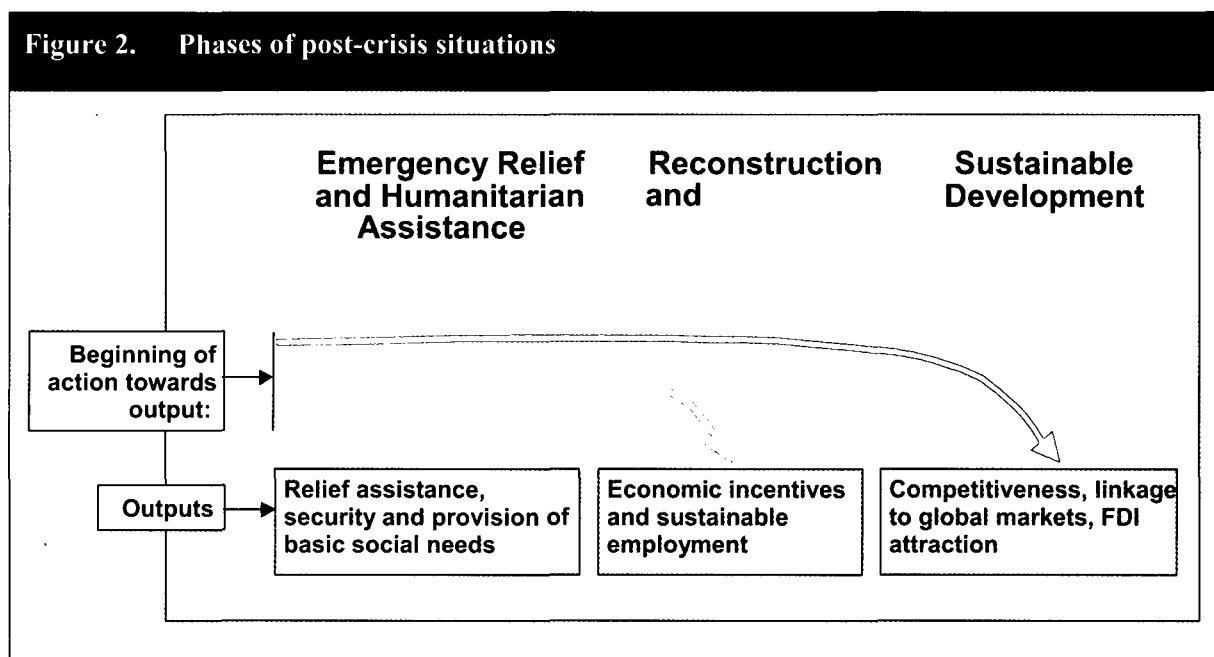 Figure 2. Phases of post-crisis situations
Emergency Relief
and Humanitarian
Assistance
Reconstruction
and
Sustainable
Development
Beginning of
action towards
output:
Outputs
Relief assistance,
security and provision of
basic social needs
Economic incentives
and sustainable
employment
Competitiveness, linkage
to global markets, FDI
attraction